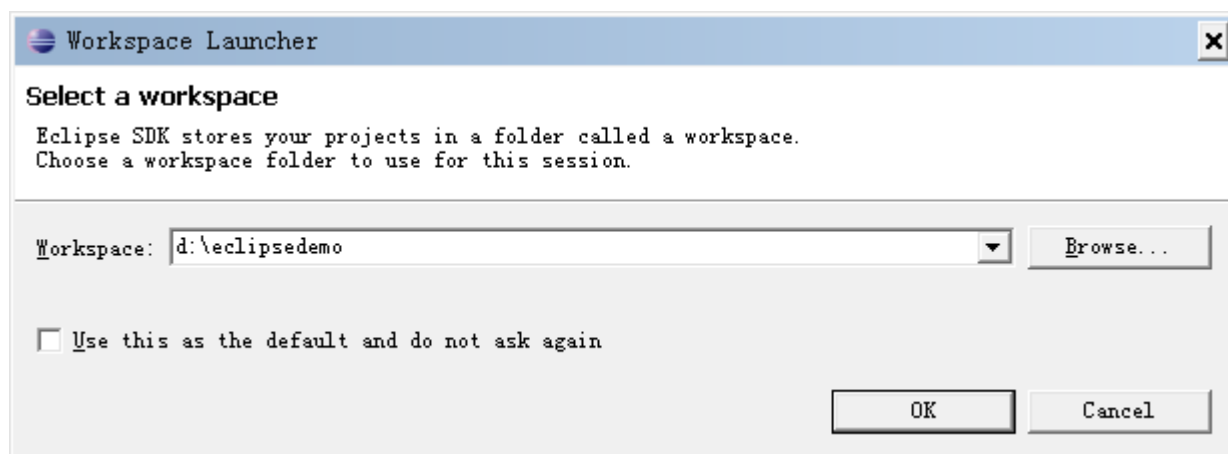 Workspace Launcher
Select a workspace
Eclipse SDK stores your projects in a folder called a workspace.
Choose a workspace folder to use for this session.
Workspace: d:\eclipsedemo Browse...
Use this as the default and do not ask again
OK Cancel